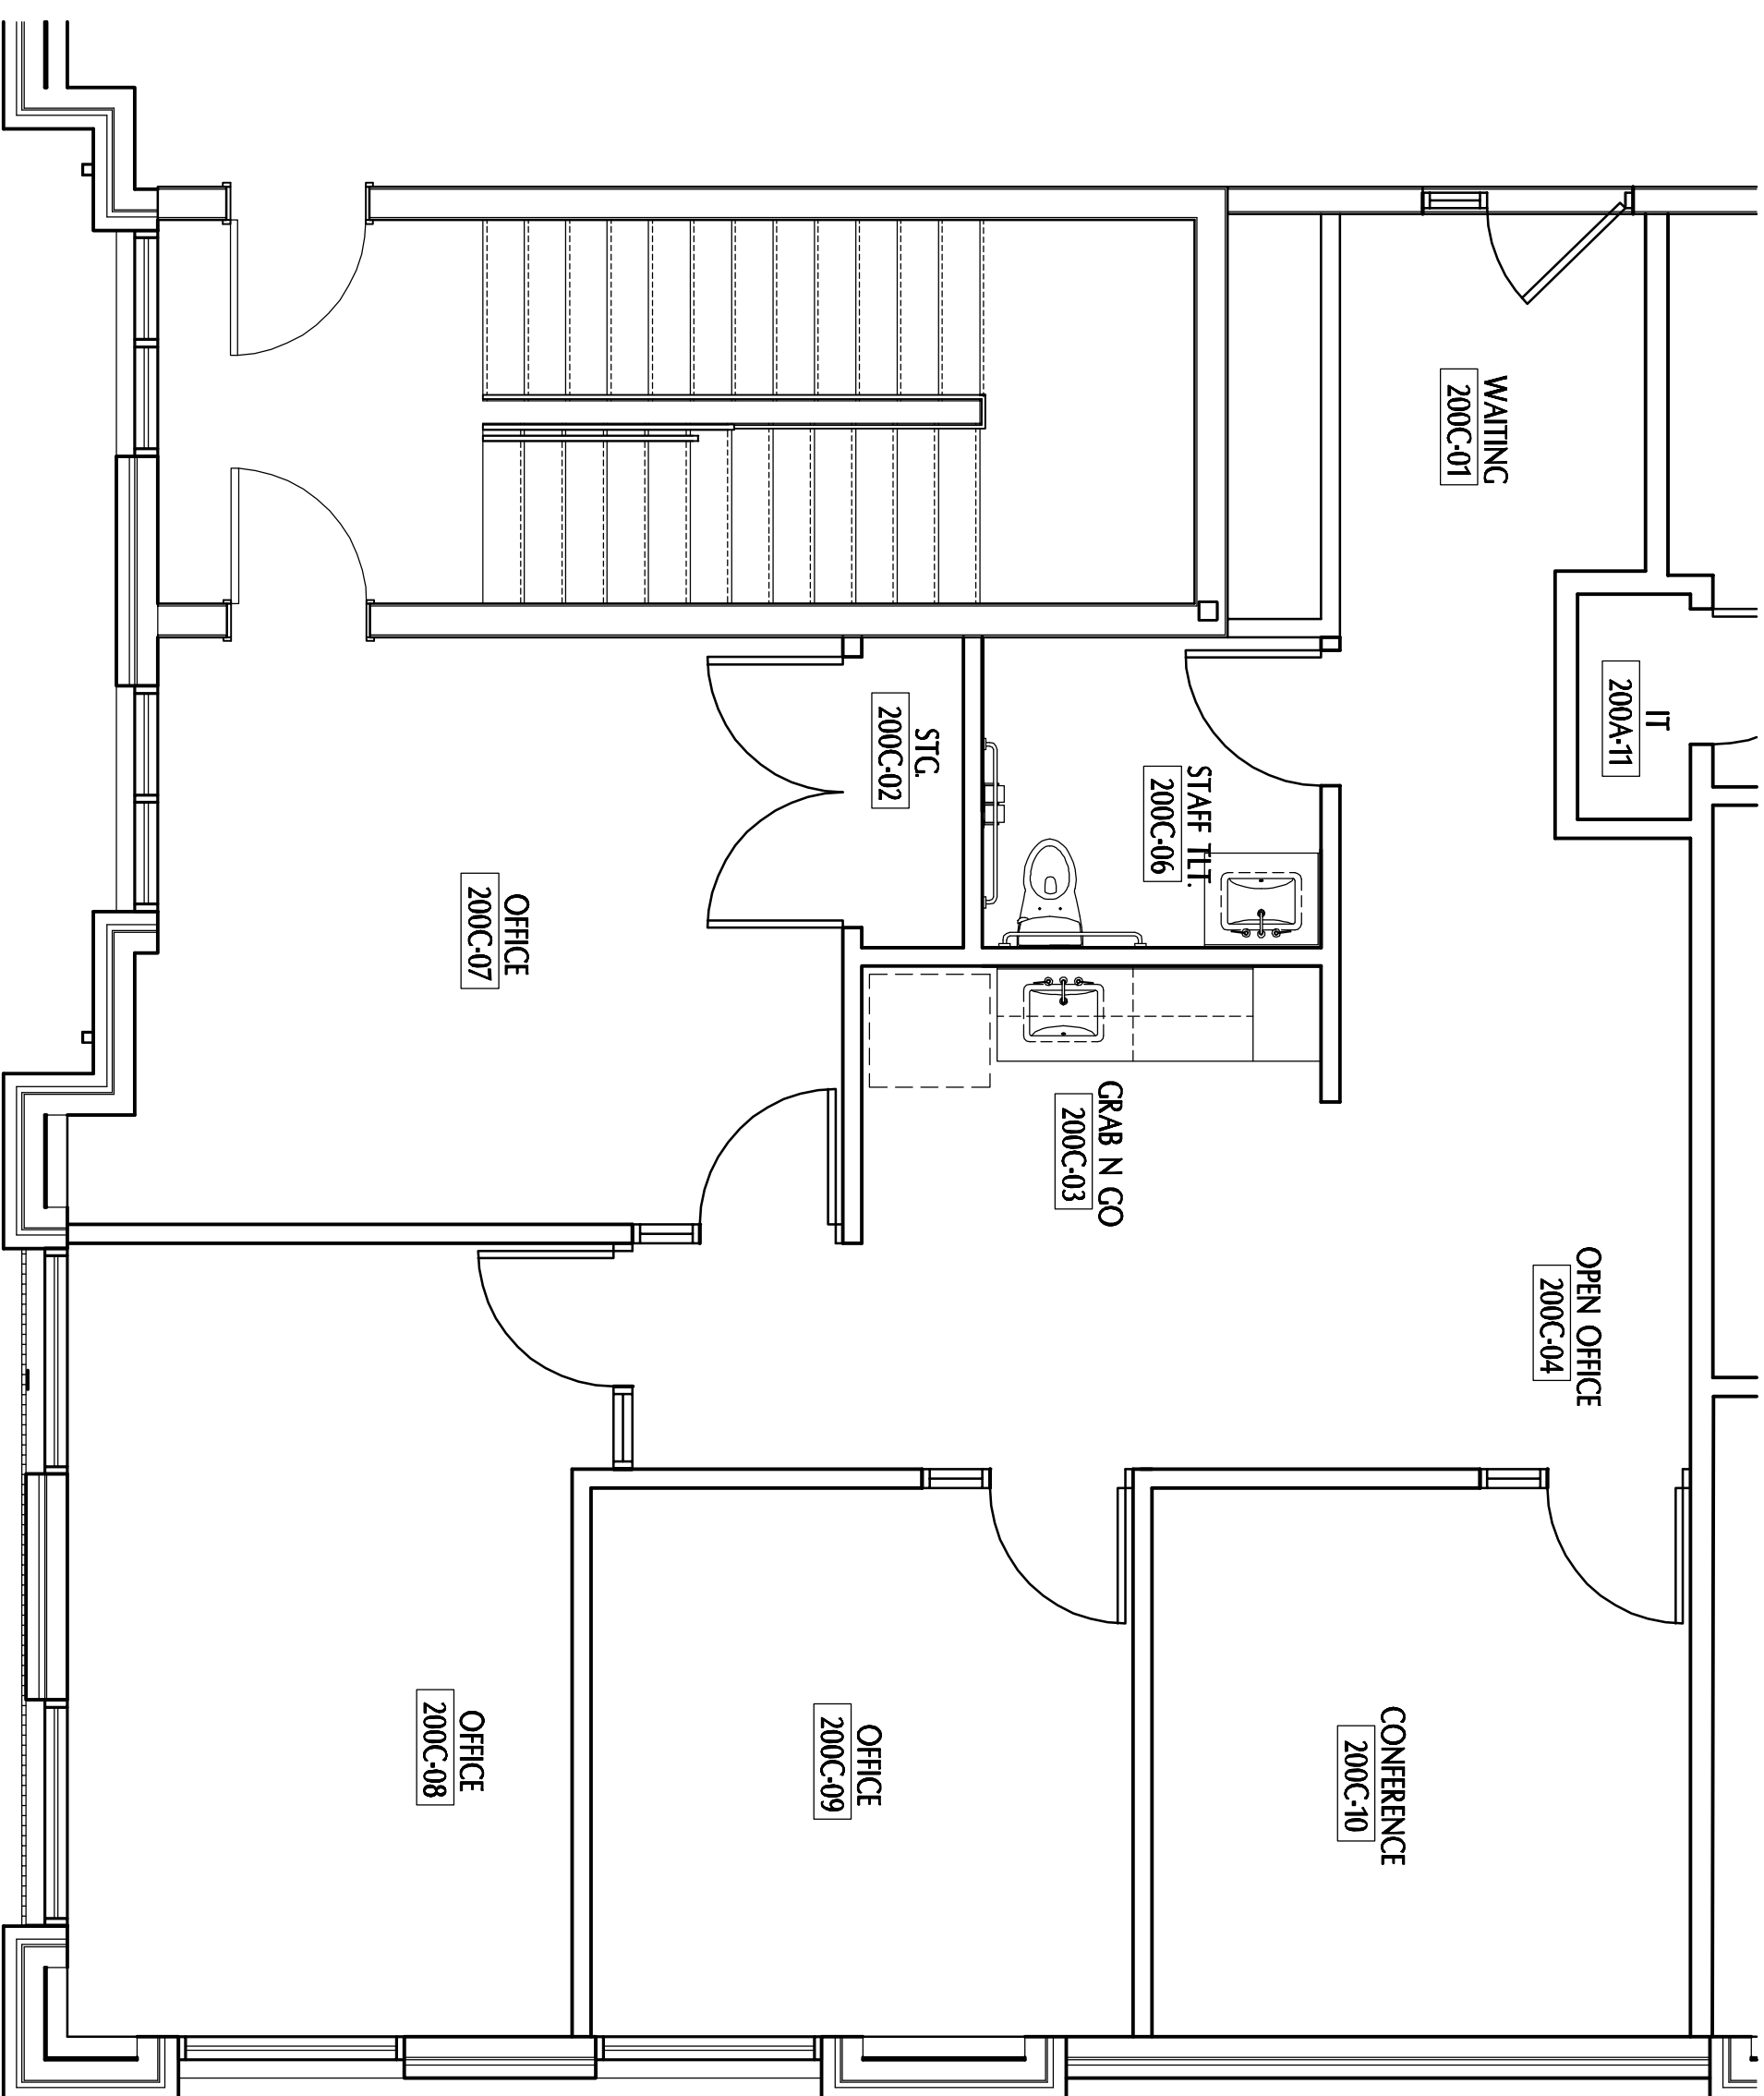 WAITING
200C-01
IT
200A-11
STG.
200C-02
STAFF TLT.
200C-06
OFFICE
200C-07
GRAB N GO
200C-03
OPEN OFFICE
200C-04
OFFICE
200C-08
OFFICE
200C-09
CONFERENCE
200C-10